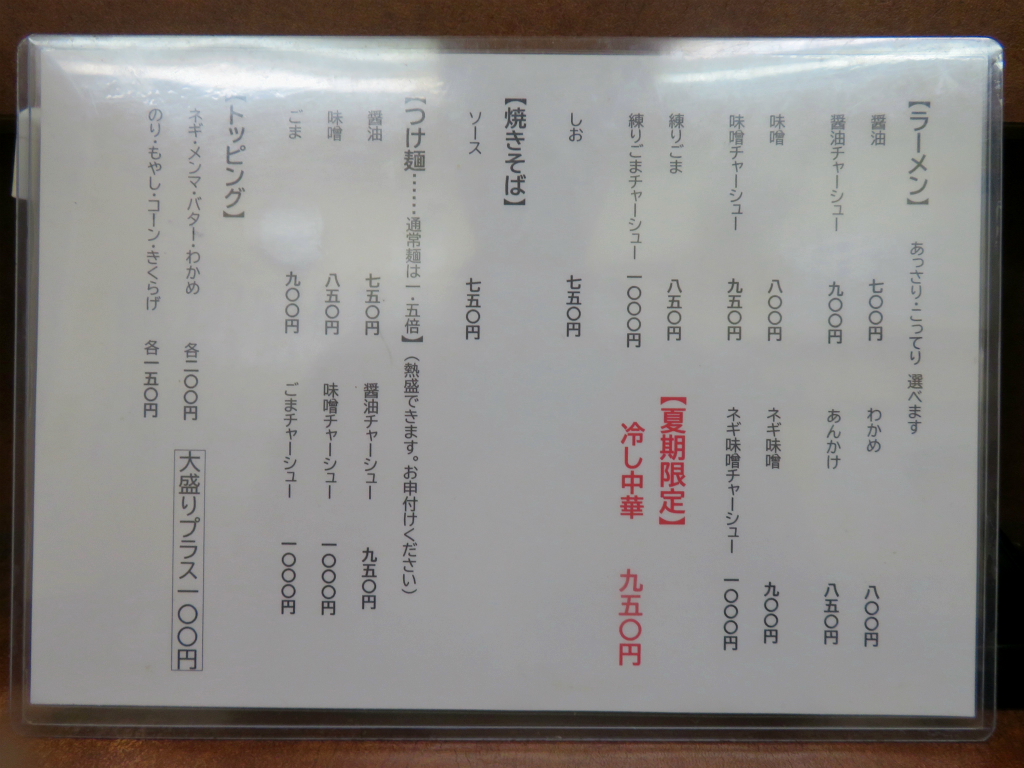 【ラーメン】 あっさり・こってり 選べます
醤油 七〇〇円 わかめ 八〇〇円
醤油チャーシュー 九〇〇円 あんかけ 八五〇円
味噌 八〇〇円 ネギ味噌 九〇〇円
味噌チャーシュー 九五〇円 ネギ味噌チャーシュー 一〇〇〇円
練りごま 八五〇円
練りごまチャーシュー 一〇〇〇円
【夏期限定】
冷し中華 九五〇円
しお 七五〇円
【焼きそば】
ソース 七五〇円
【つけ麺……通常麺は一・五倍】(熱盛できます。お申付けください)
醤油 七五〇円 醤油チャーシュー 九五〇円
味噌 八五〇円 味噌チャーシュー 一〇〇〇円
ごま 九〇〇円 ごまチャーシュー 一〇〇〇円
【トッピング】
ネギ・メンマ・バター・わかめ 各二〇〇円
のり・もやし・コーン・きくらげ 各一五〇円
大盛りプラス一〇〇円